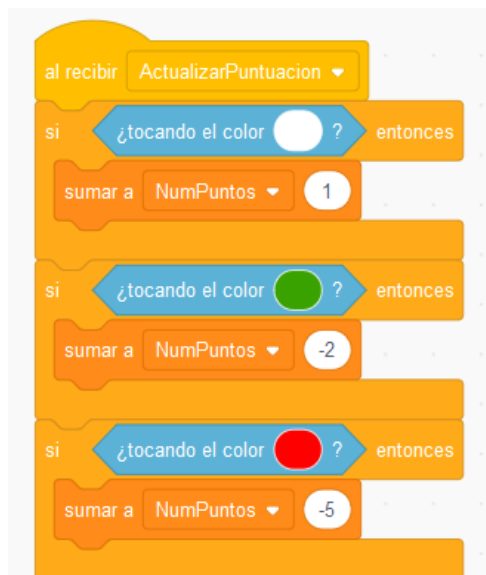 al recibir ActualizarPuntuacion
si ¿tocando el color ? entonces
sumar a NumPuntos 1
si ¿tocando el color ? entonces
sumar a NumPuntos -2
si ¿tocando el color ? entonces
sumar a NumPuntos -5